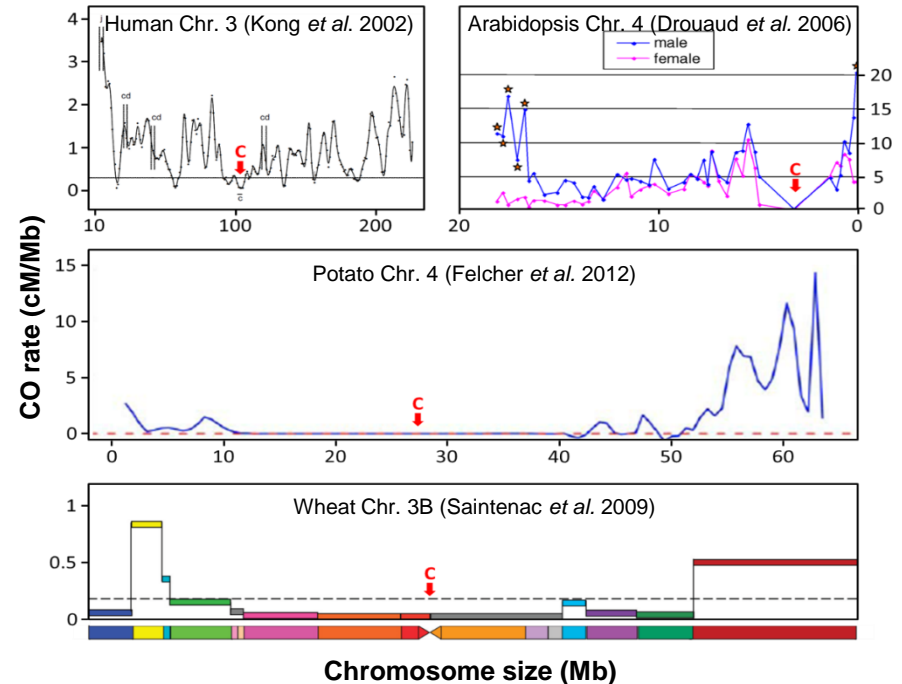 Human Chr. 3 (Kong et al. 2002)
4
3
2
1
0
j
cd
cd
cd
C
c
10
100
200
Arabidopsis Chr. 4 (Drouaud et al. 2006)
male
female
20
15
10
5
0
C
20
10
0
CO rate (cM/Mb)
Potato Chr. 4 (Felcher et al. 2012)
15
10
5
0
C
0
10
20
30
40
50
60
Wheat Chr. 3B (Saintenac et al. 2009)
1
0.5
0
C
Chromosome size (Mb)